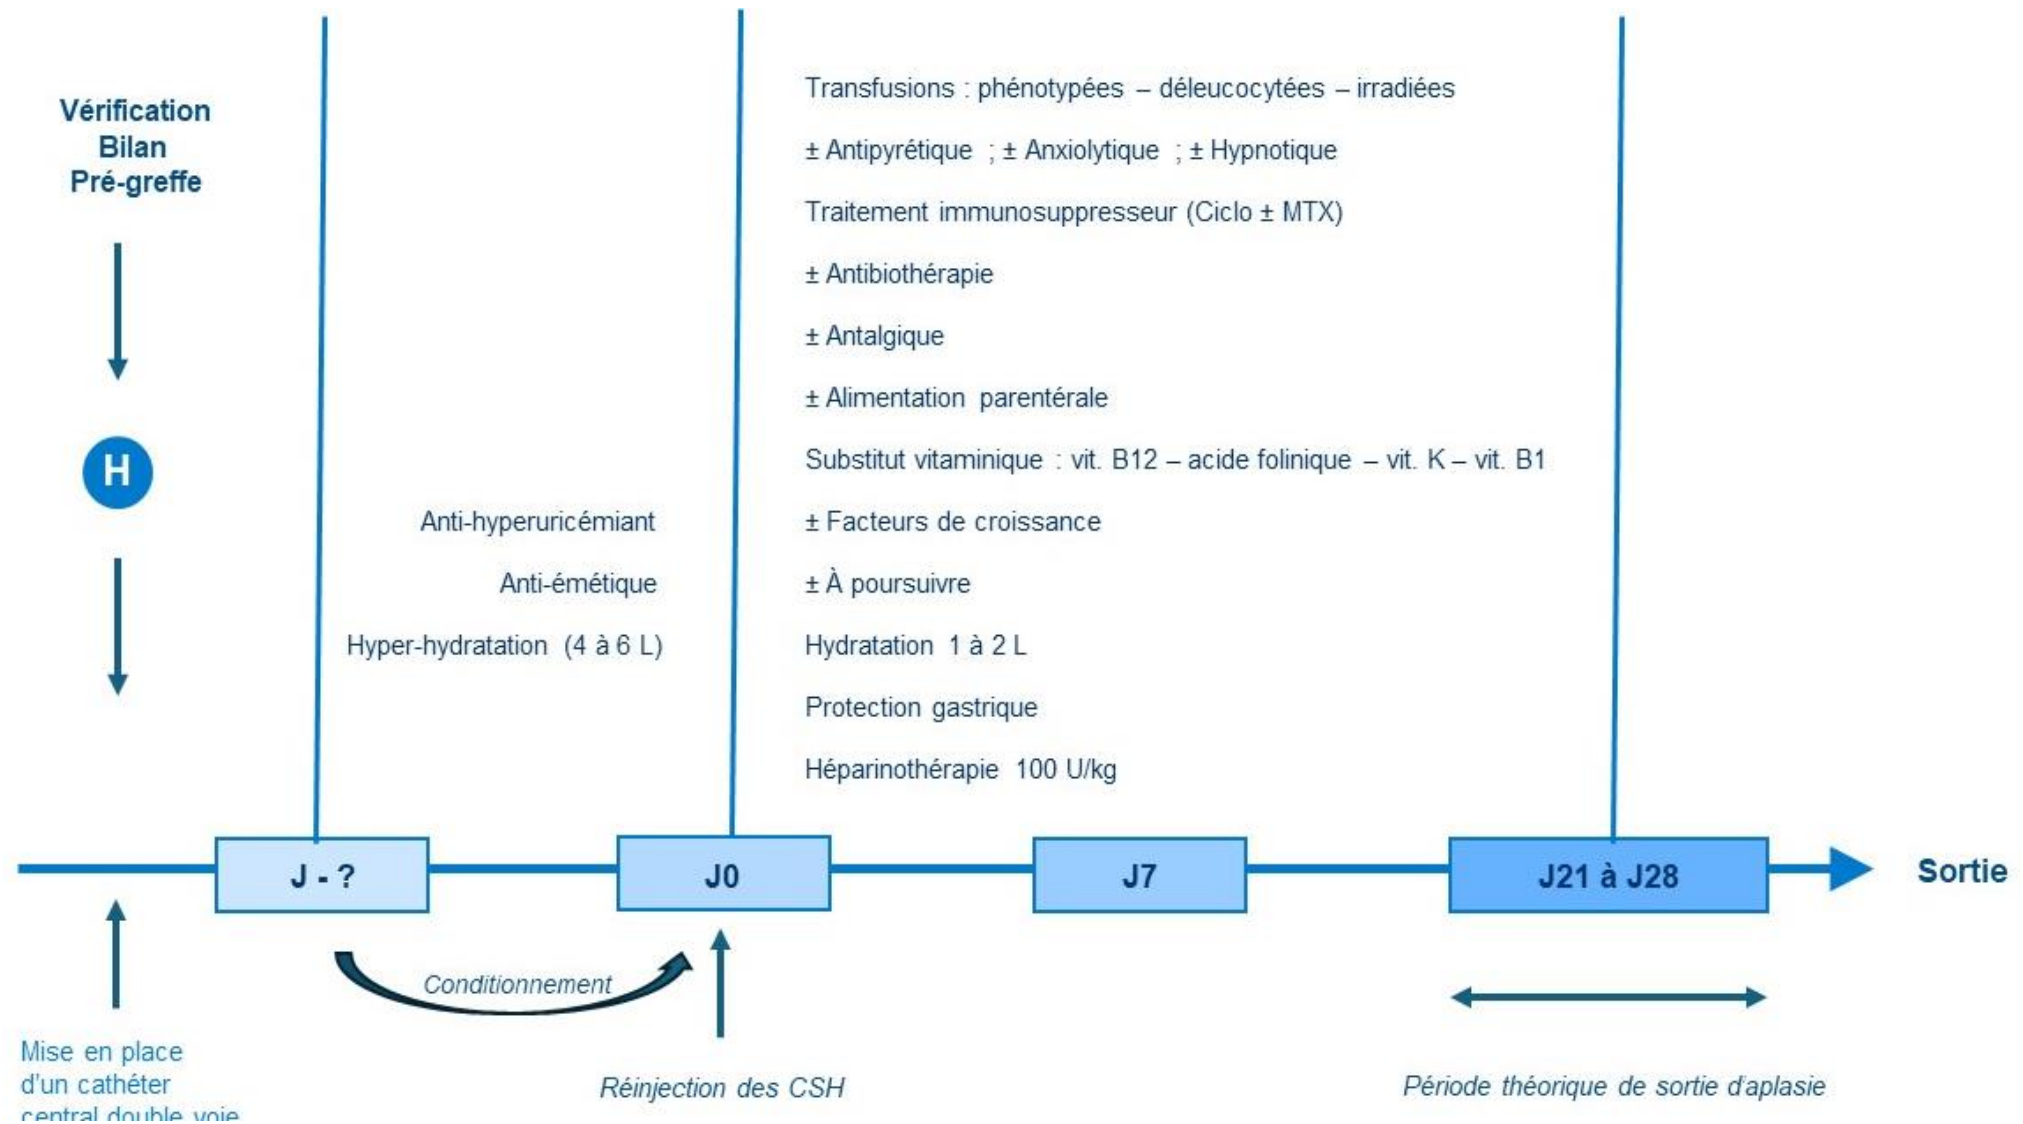 Vérification
Bilan
Pré-greffe
H
Anti-hyperuricémiant
Anti-émétique
Hyper-hydratation (4 à 6 L)
Transfusions : phénotypées – déleucocytées – irradiées
± Antipyrétique ; ± Anxiolytique ; ± Hypnotique
Traitement immunosuppresseur (Ciclo ± MTX)
± Antibiothérapie
± Antalgique
± Alimentation parentérale
Substitut vitaminique : vit. B12 – acide folinique – vit. K – vit. B1
± Facteurs de croissance
± À poursuivre
Hydratation 1 à 2 L
Protection gastrique
Héparinothérapie 100 U/kg
J - ?
J0
J7
J21 à J28
Sortie
Conditionnement
Mise en place
d'un cathéter
central double voie
Réinjection des CSH
Période théorique de sortie d'aplasie